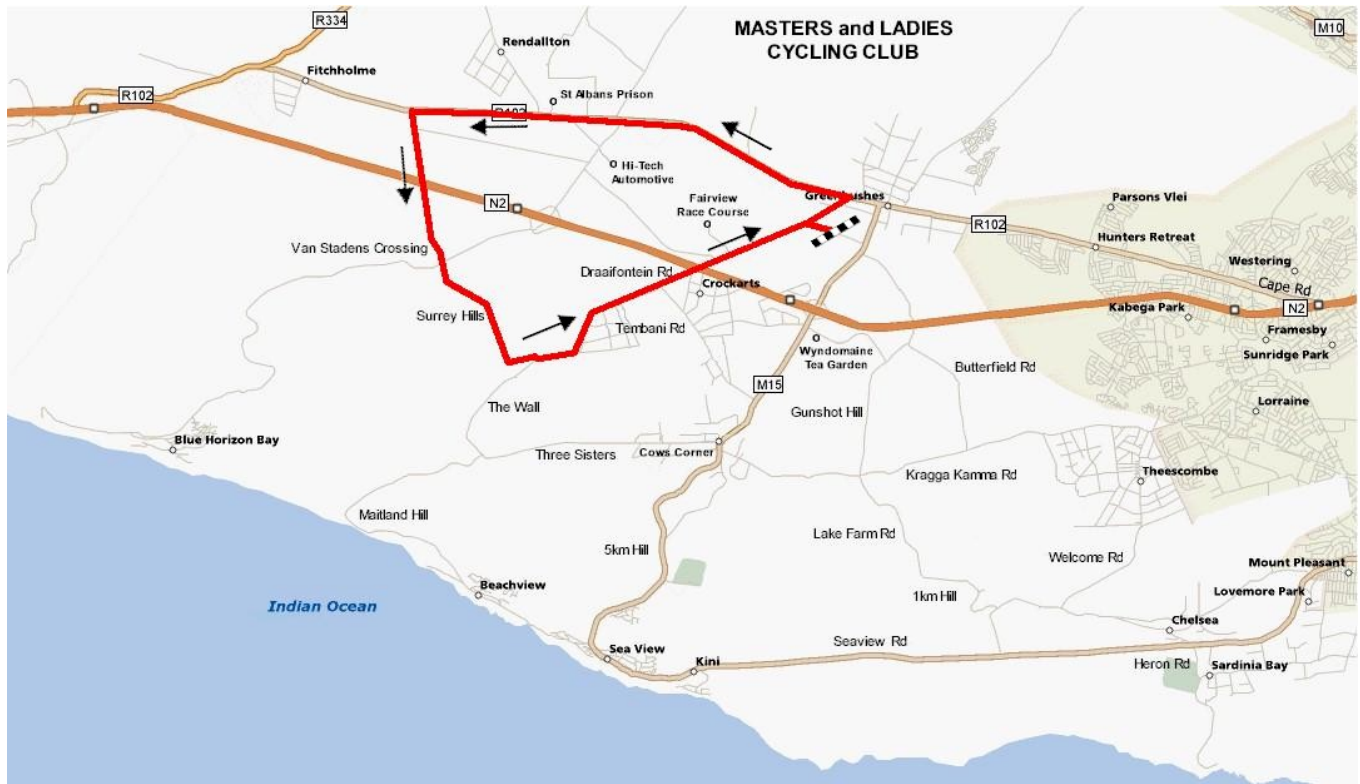 MASTERS and LADIES
CYCLING CLUB
R334
M10
Rendallton
Fitchholme
R102
St Albans Prison
R102
Hi-Tech
Automotive
Fairview
Race Course
Greenbushes
Parsons Vlei
N2
R102
Hunters Retreat
Van Stadens Crossing
Westering
Draaifontein Rd
Crockarts
Cape Rd
Kabega Park
N2
Surrey Hills
Tembani Rd
Framesby
Wyndomaine
Tea Garden
Sunridge Park
Butterfield Rd
M15
The Wall
Gunshot Hill
Lorraine
Blue Horizon Bay
Three Sisters
Cows Corner
Kragga Kamma Rd
Theescombe
Maitland Hill
Lake Farm Rd
5km Hill
Welcome Rd
Mount Pleasant
Beachview
Indian Ocean
1km Hill
Lovemore Park
Chelsea
Seaview Rd
Sea View
Kini
Heron Rd
Sardinia Bay